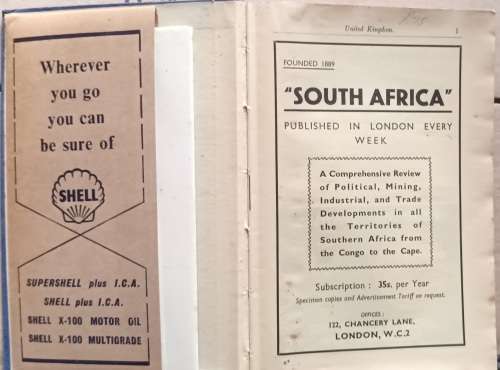 Wherever
you go
you can
be sure of
SHELL
SUPERSHELL plus I.C.A.
SHELL plus I.C.A.
SHELL X-100 MOTOR OIL
SHELL X-100 MULTIGRADE
United Kingdom.
1
FOUNDED 1889
"SOUTH AFRICA"
PUBLISHED IN LONDON EVERY
WEEK
A Comprehensive Review
of Political, Mining,
Industrial, and Trade
Developments in all
the Territories of
Southern Africa from
the Congo to the Cape.
Subscription : 35s. per Year
Specimen copies and Advertisement Tariff on request.
OFFICES :
122, CHANCERY LANE,
LONDON, W.C.2